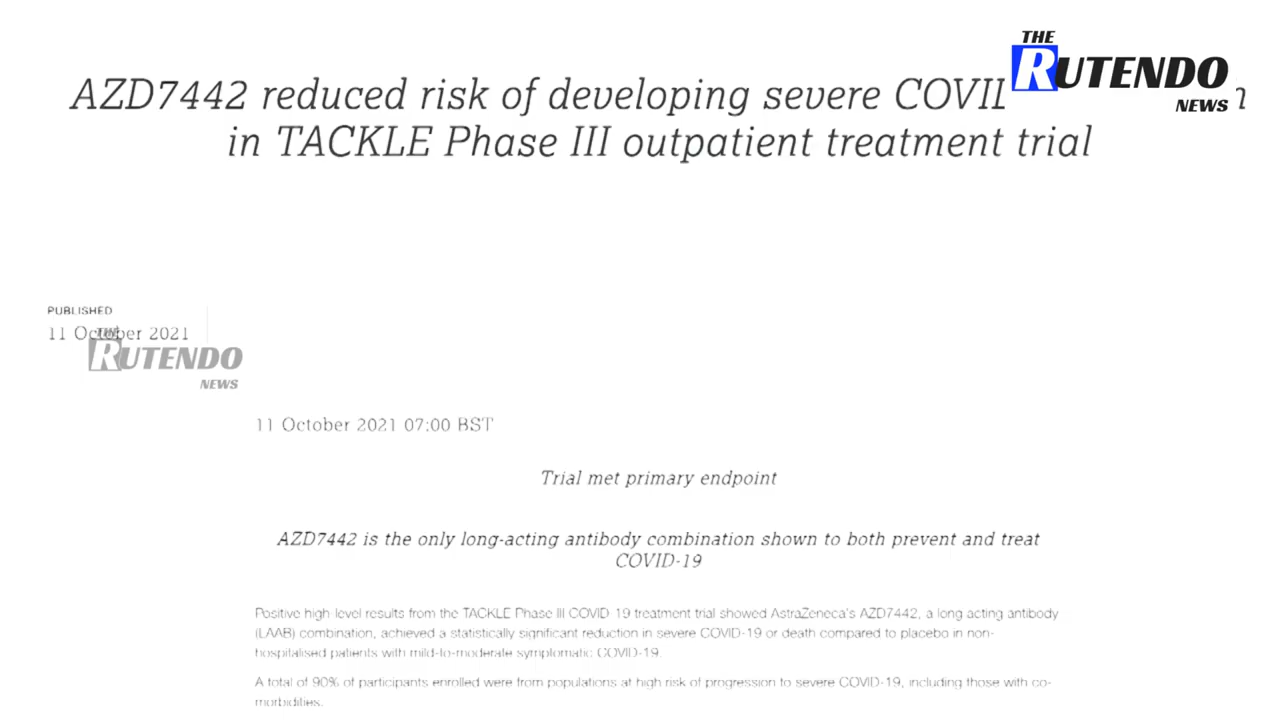 THE
RUTENDO
NEWS
AZD7442 reduced risk of developing severe
in TACKLE Phase III outpatient treatment trial
PUBLISHED
11 October 2021
THE
RUTENDO
NEWS
11 October 2021 07:00 BST
Trial met primary endpoint
AZD7442 is the only long-acting antibody combination shown to both prevent and treat
COVID-19
Positive high-level results from the TACKLE Phase III COVID-19 treatment trial showed AstraZeneca's AZD7442, a long-acting antibody
(LAAB) combination, achieved a statistically significant reduction in severe COVID-19 or death compared to placebo in non-
hospitalised patients with mild-to-moderate symptomatic COVID-19.
A total of 90% of participants enrolled were from populations at high risk of progression to severe COVID-19, including those with co-
morbidities.